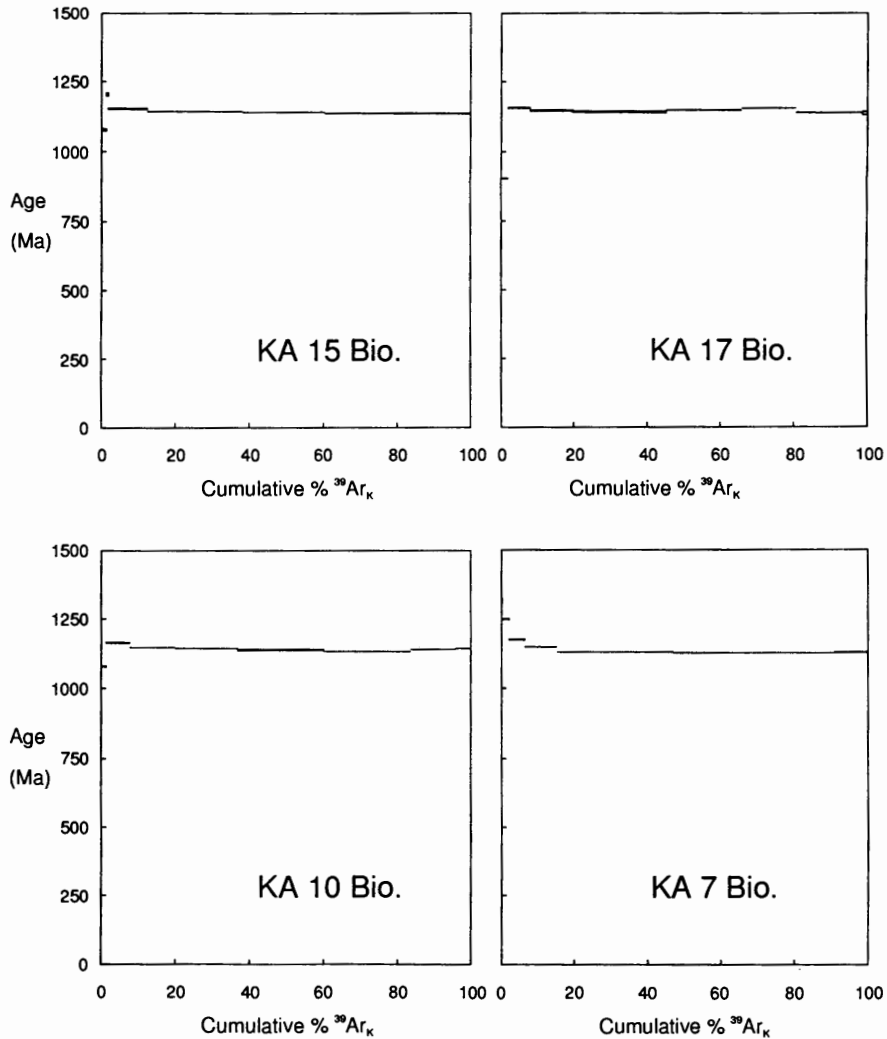 1500
1250
1000
Age
750
(Ma)
500
250
0
KA 15 Bio.
KA 17 Bio.
0 20 40 60 80 100 0 20 40 60 80 100
Cumulative % ³⁹Arₖ
Cumulative % ³⁹Arₖ
1500
1250
1000
Age
750
(Ma)
500
250
0
KA 10 Bio.
KA 7 Bio.
0 20 40 60 80 100 0 20 40 60 80 100
Cumulative % ³⁹Arₖ
Cumulative % ³⁹Arₖ